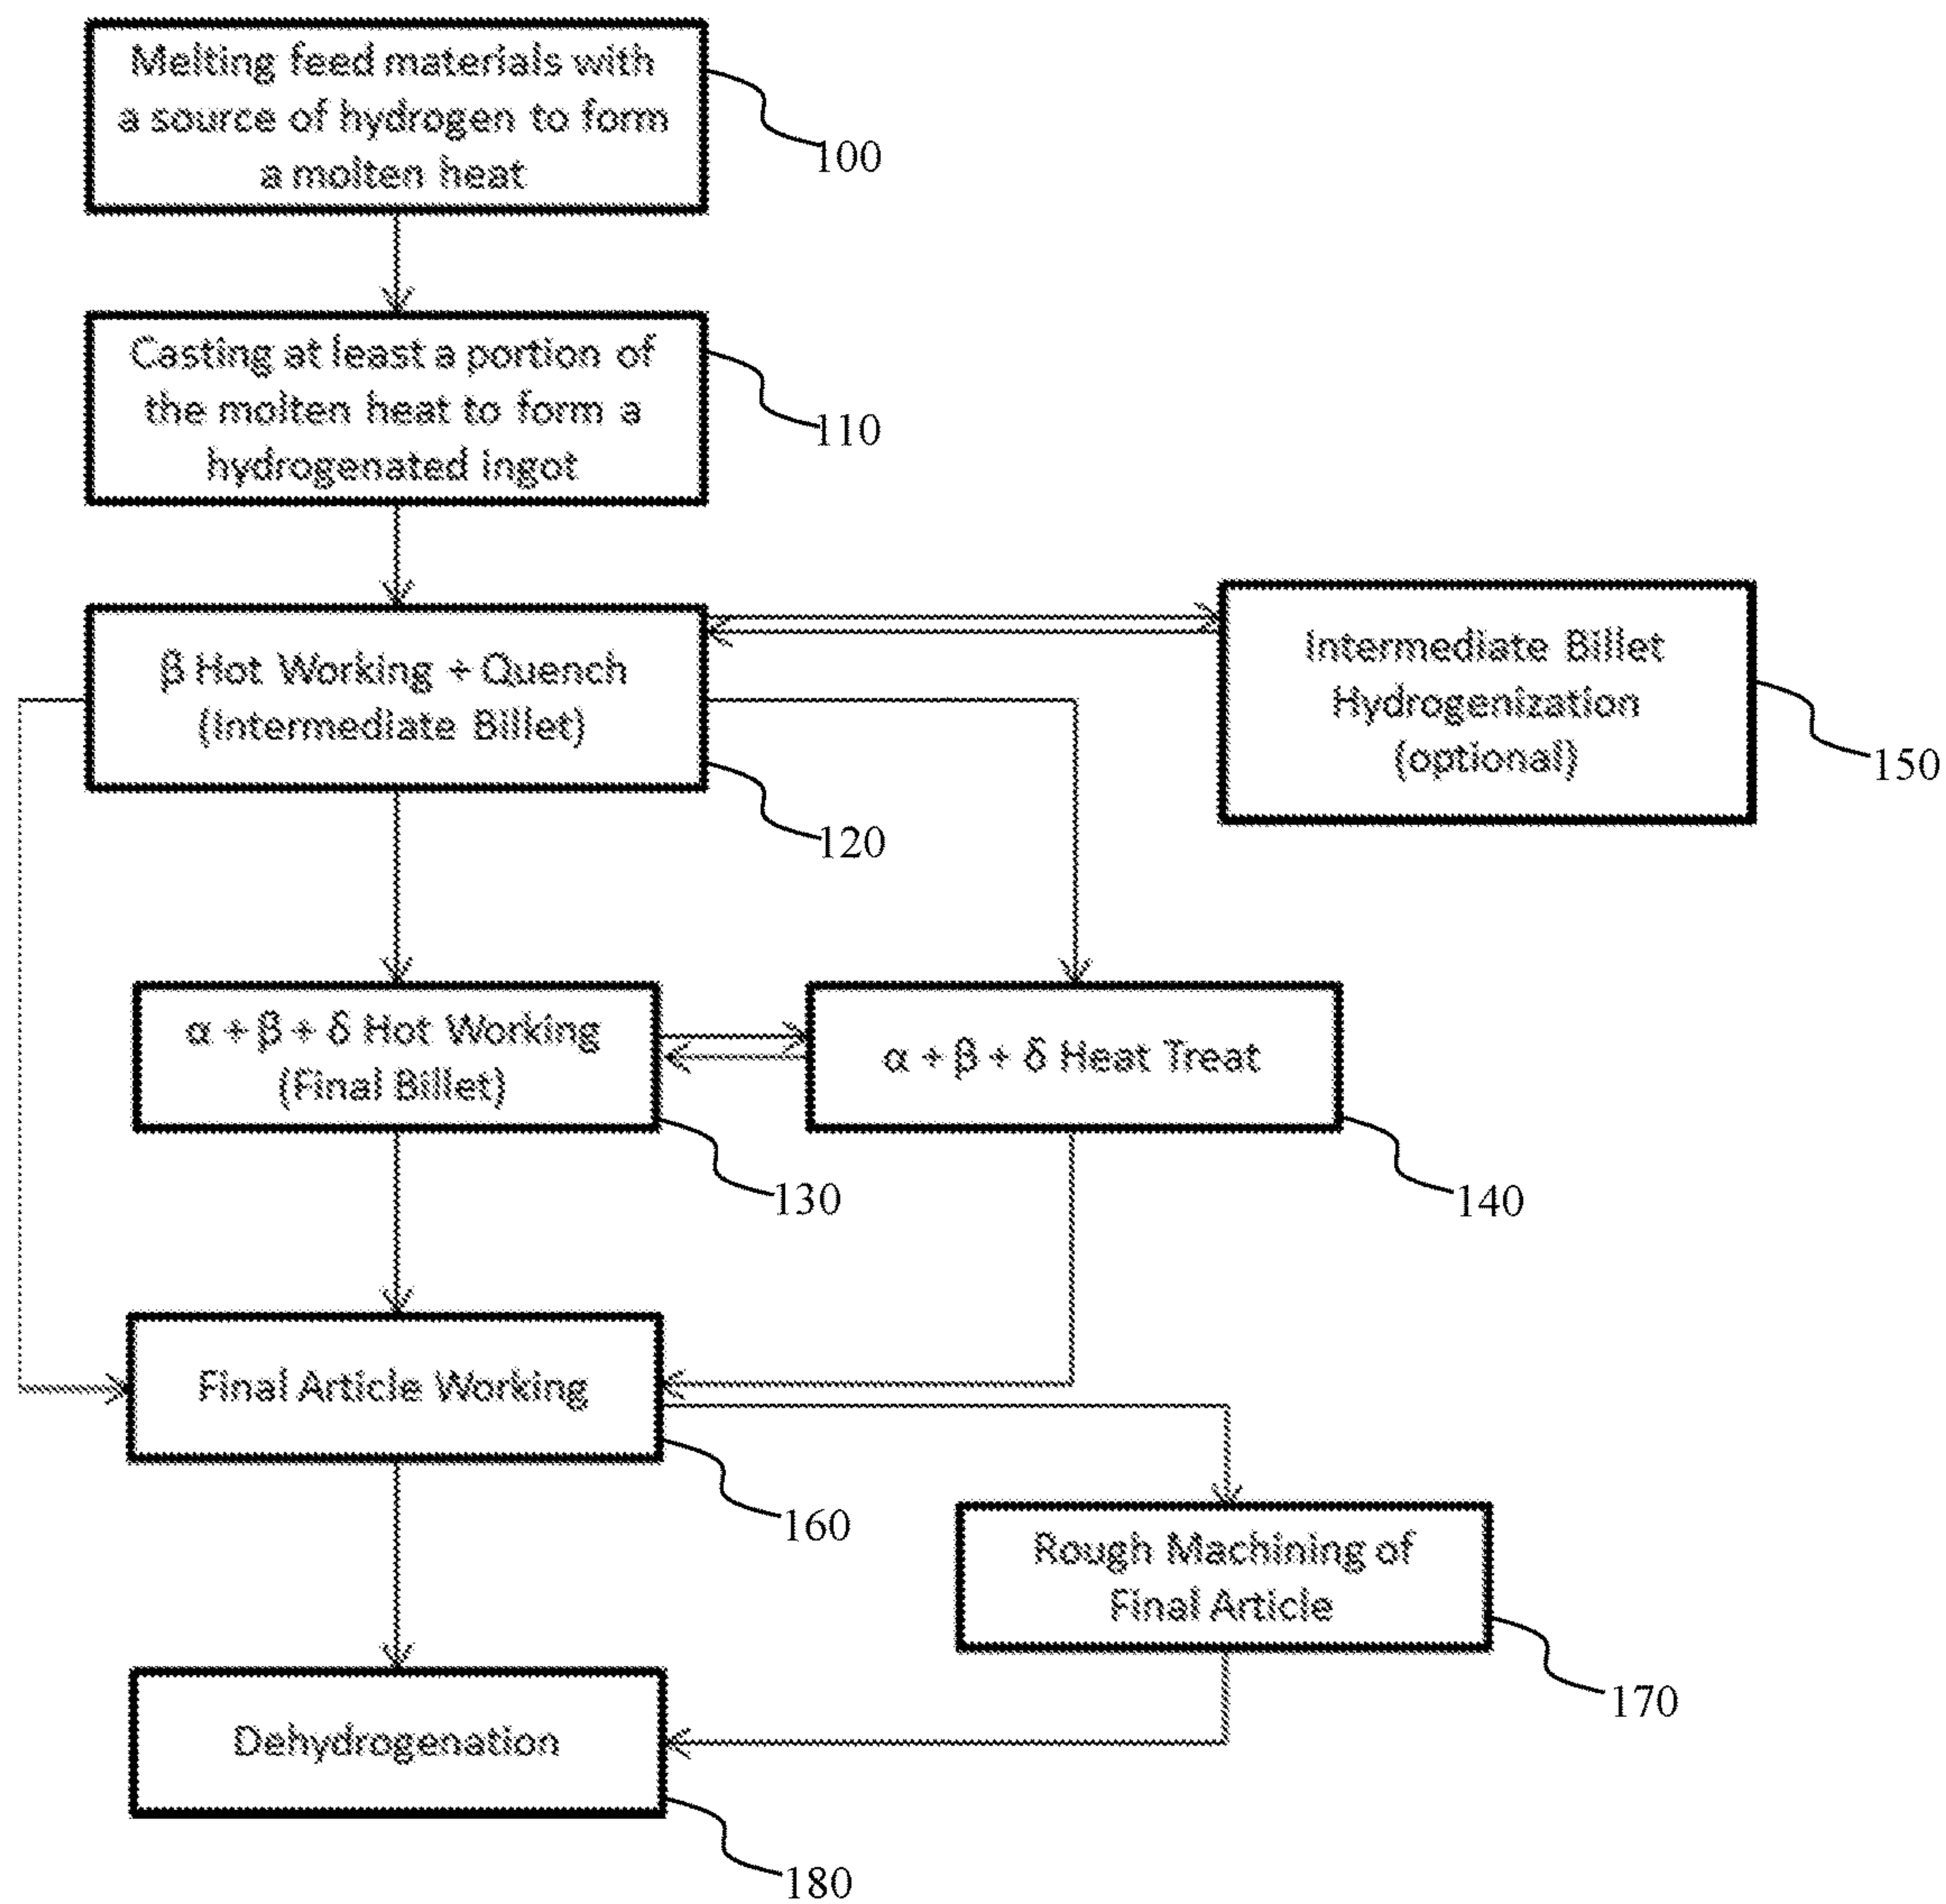 Melting feed materials with
a source of hydrogen to form
a molten heat
100
Casting at least a portion of
the molten heat to form a
hydrogenated ingot
110
β Hot Working + Quench
(Intermediate Billet)
120
Intermediate Billet
Hydrogenization
(optional)
150
α + β + δ Hot Working
(Final Billet)
130
α + β + δ Heat Treat
140
Final Article Working
160
Rough Machining of
Final Article
170
Dehydrogenation
180